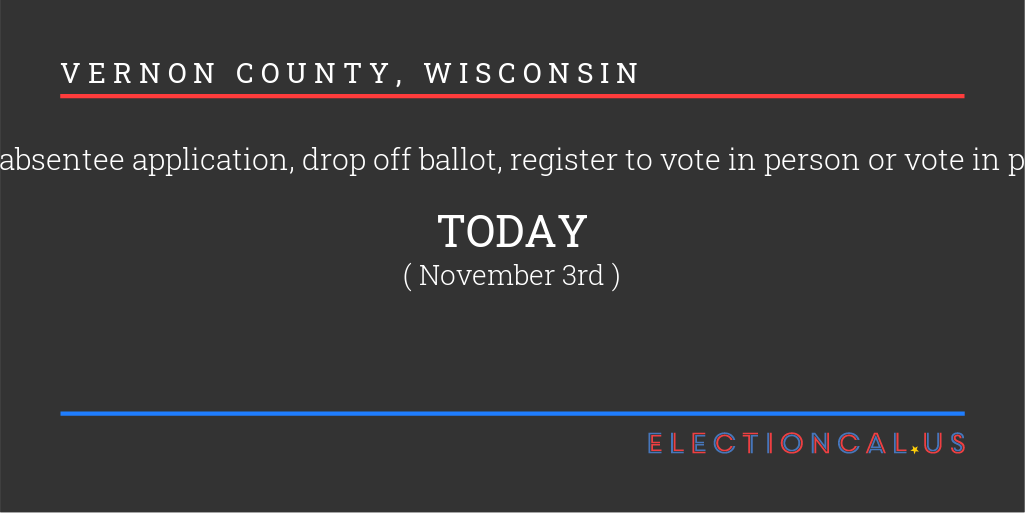 VERNON COUNTY, WISCONSIN
absentee application, drop off ballot, register to vote in person or vote in p
TODAY
( November 3rd )
ELECTIONCAL.US